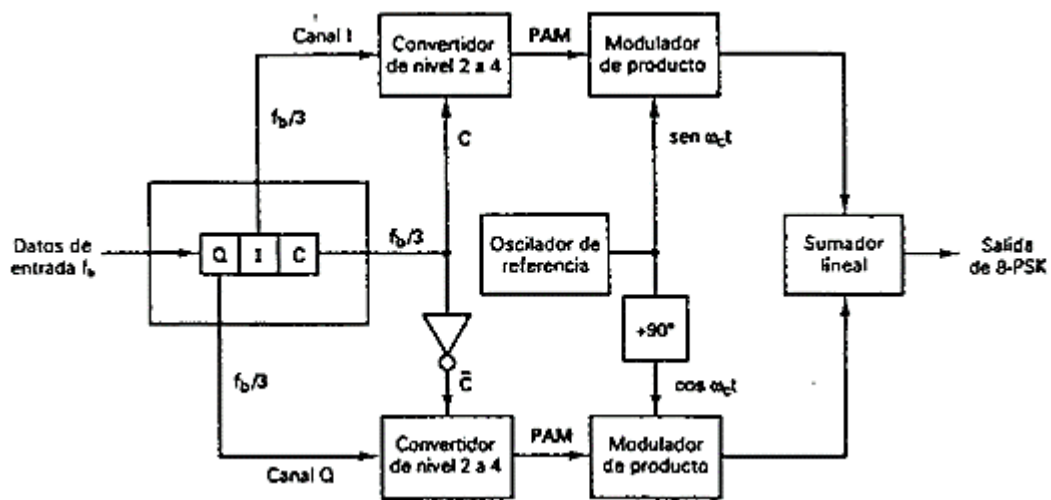 Canal I
Convertidor
de nivel 2 a 4
PAM
Modulador
de producto
f_b/3
C
sen ω_ct
Datos de
entrada f_b
Q I C
f_b/3
Oscilador de
referencia
Sumador
lineal
Salida
de 8-PSK
+90°
f_b/3
C̄
cos ω_ct
Canal Q
Convertidor
de nivel 2 a 4
PAM
Modulador
de producto